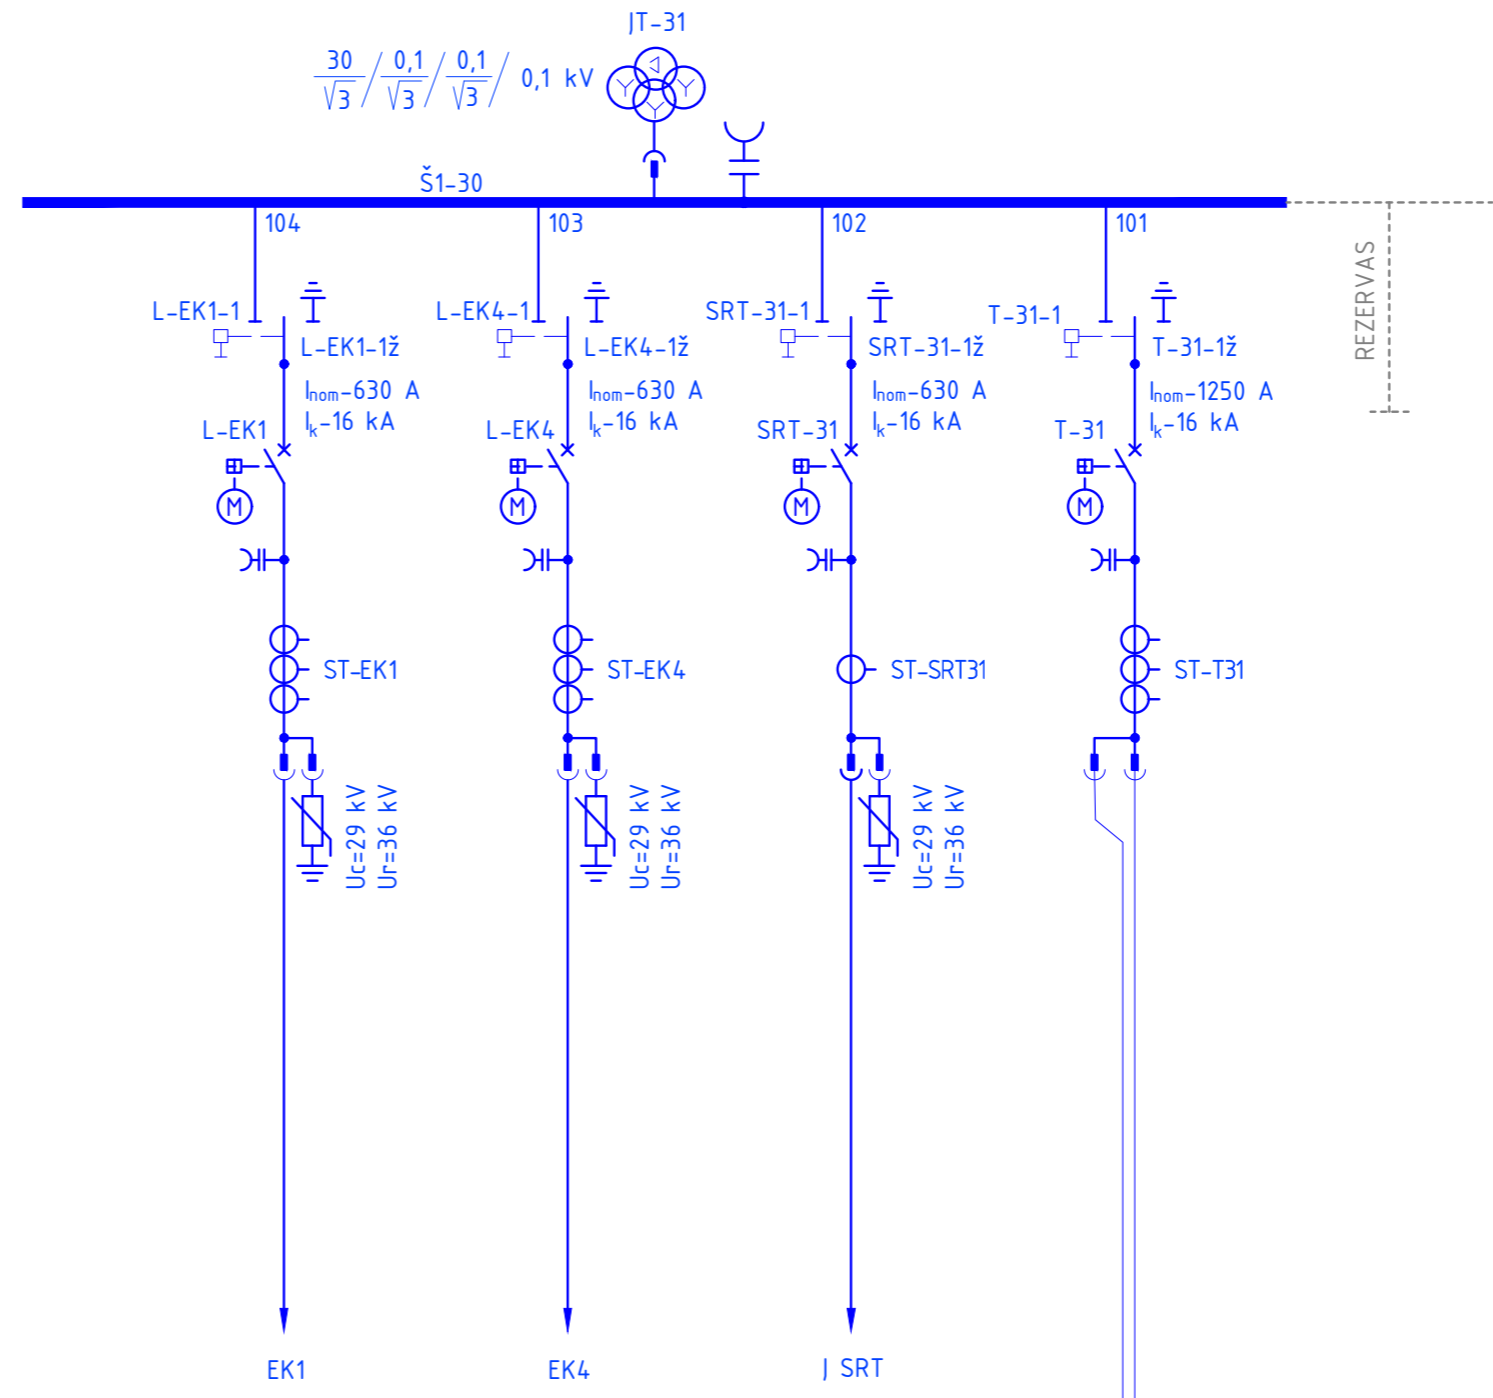 JT-31
30/√3 / 0,1/√3 / 0,1/√3 / 0,1 kV
Š1-30
104
103
102
101
REZERVAS
L-EK1-1
L-EK1-1ž
Inom-630 A
Ik-16 kA
L-EK1
M
ST-EK1
Uc=29 kV
Ur=36 kV
EK1
L-EK4-1
L-EK4-1ž
Inom-630 A
Ik-16 kA
L-EK4
M
ST-EK4
Uc=29 kV
Ur=36 kV
EK4
SRT-31-1
SRT-31-1ž
Inom-630 A
Ik-16 kA
SRT-31
M
ST-SRT31
Uc=29 kV
Ur=36 kV
Į SRT
T-31-1
T-31-1ž
Inom-1250 A
Ik-16 kA
T-31
M
ST-T31